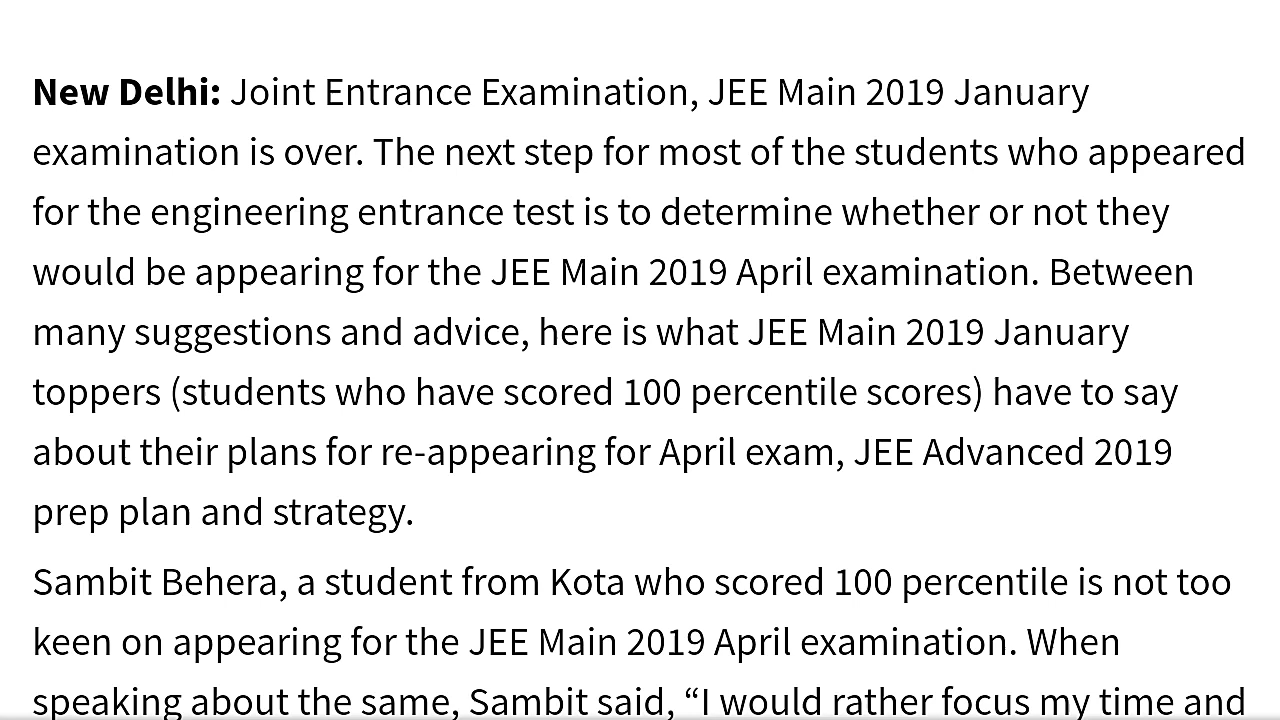 New Delhi: Joint Entrance Examination, JEE Main 2019 January
examination is over. The next step for most of the students who appeared
for the engineering entrance test is to determine whether or not they
would be appearing for the JEE Main 2019 April examination. Between
many suggestions and advice, here is what JEE Main 2019 January
toppers (students who have scored 100 percentile scores) have to say
about their plans for re-appearing for April exam, JEE Advanced 2019
prep plan and strategy.
Sambit Behera, a student from Kota who scored 100 percentile is not too
keen on appearing for the JEE Main 2019 April examination. When
speaking about the same, Sambit said, “I would rather focus my time and